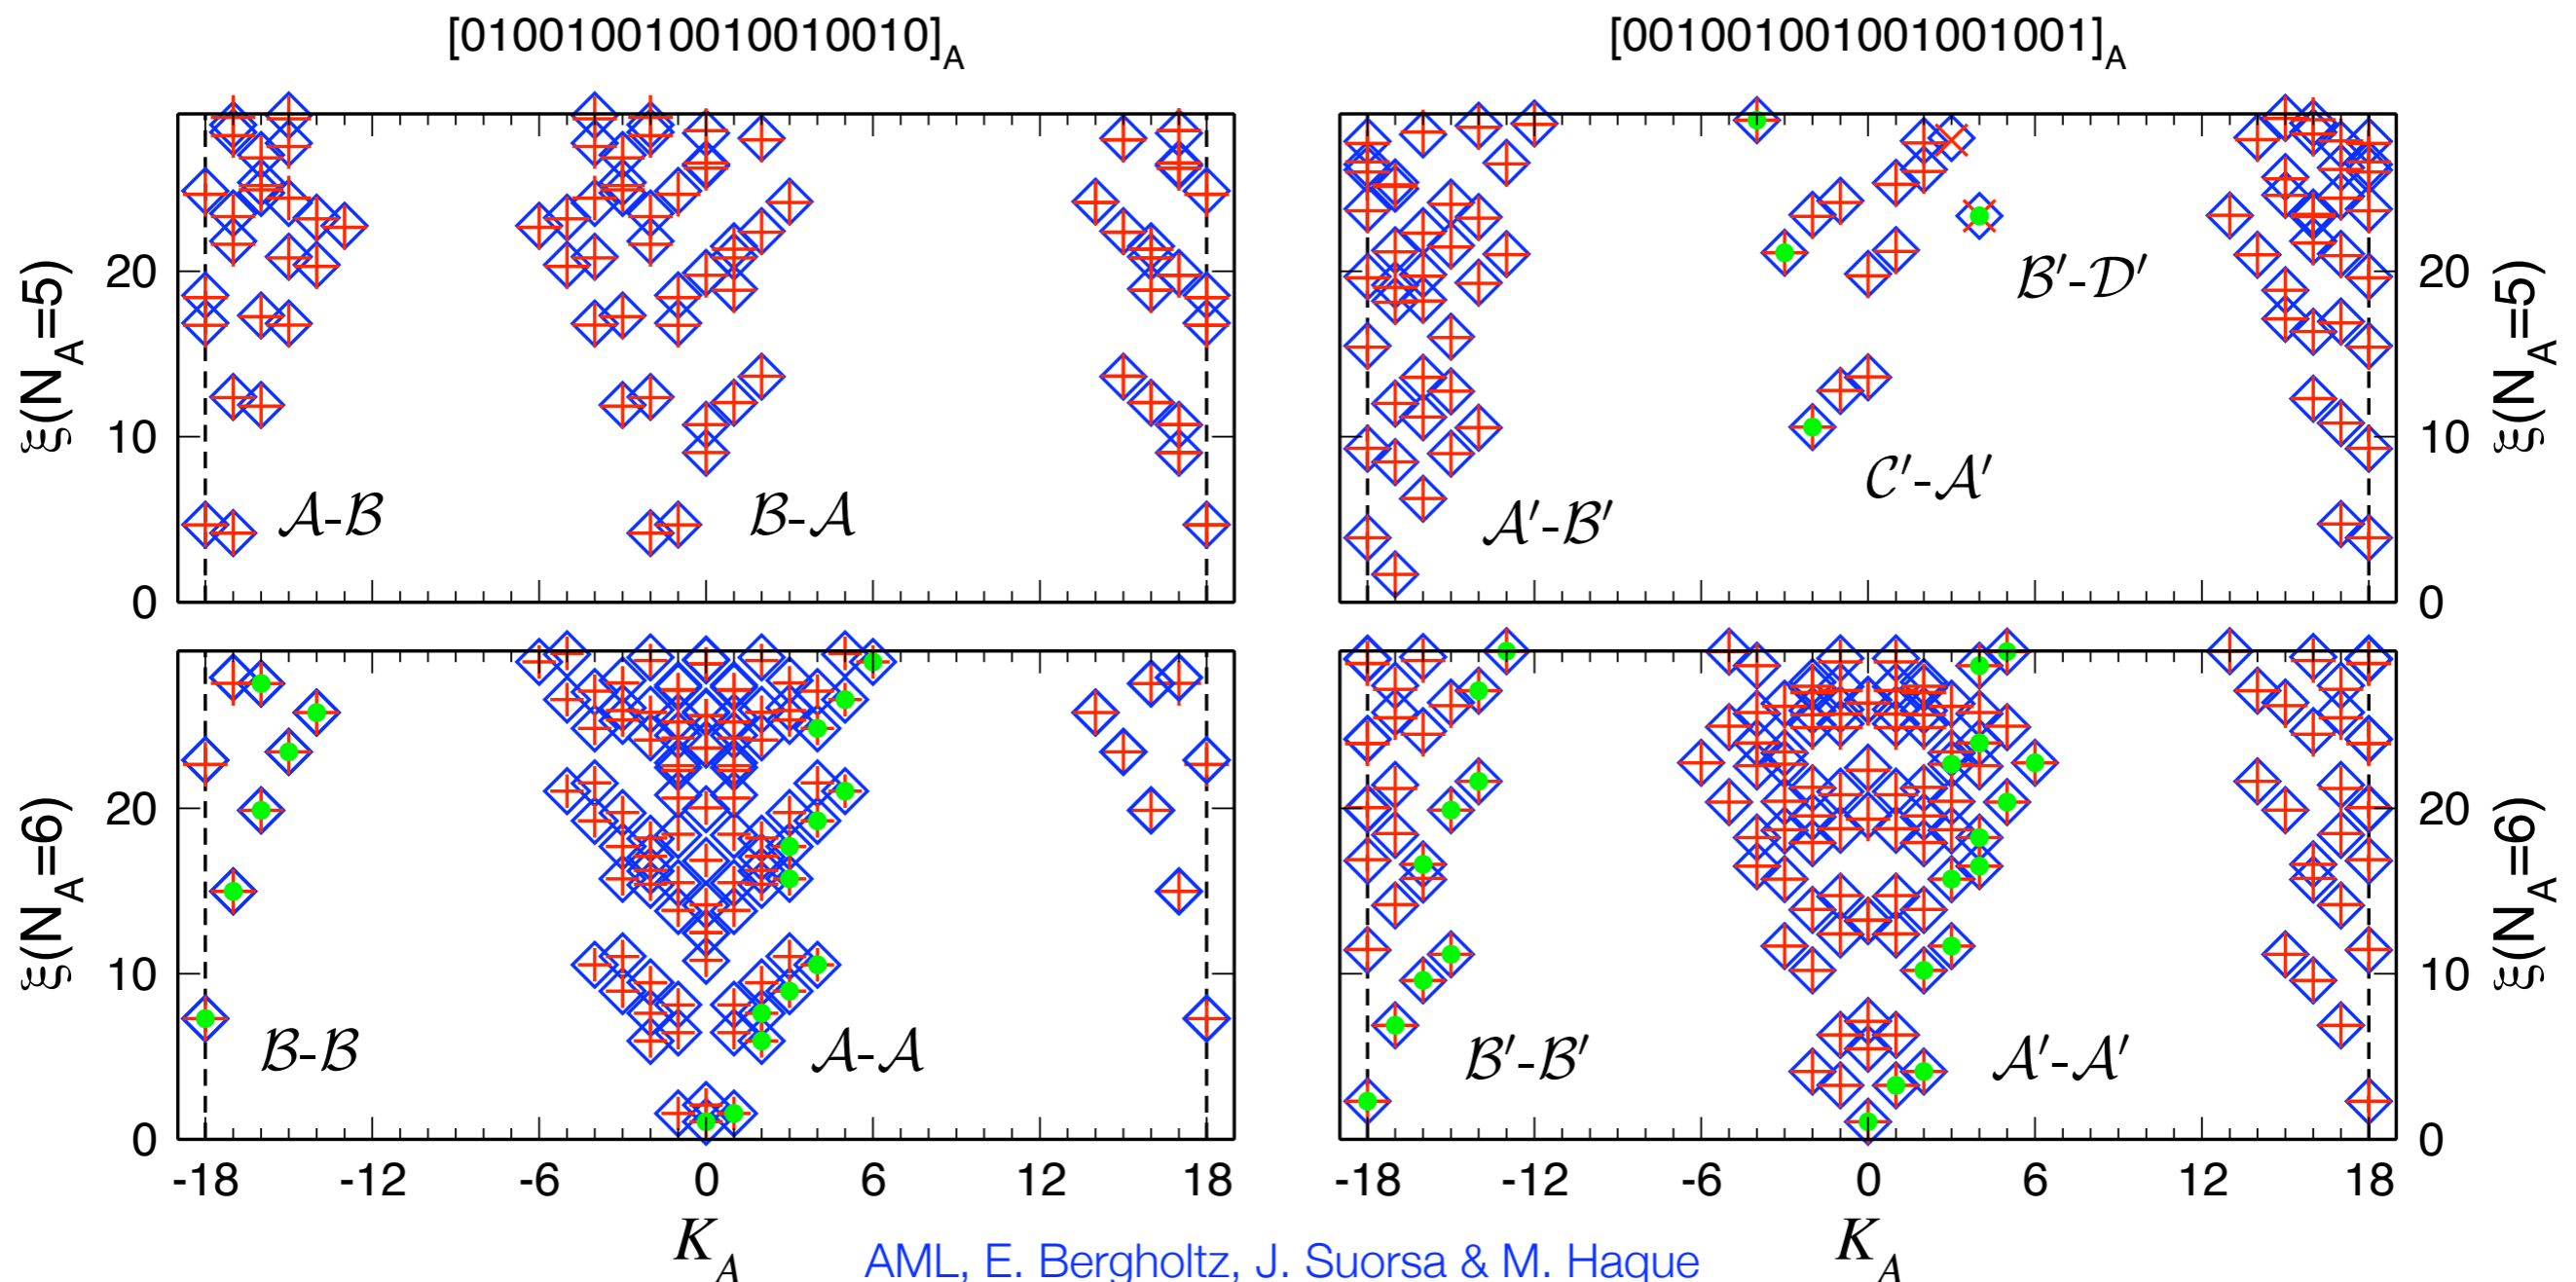 [010010010010010010]A [001001001001001001]A
ξ(NA=5) 20 10 0 A-B B-A
A′-B′ C′-A′ B′-D′ 20 10 0 ξ(NA=5)
ξ(NA=6) 20 10 0 B-B A-A
B′-B′ A′-A′ 20 10 0 ξ(NA=6)
-18 -12 -6 0 6 12 18 -18 -12 -6 0 6 12 18
KA KA
AML, E. Bergholtz, J. Suorsa & M. Haque